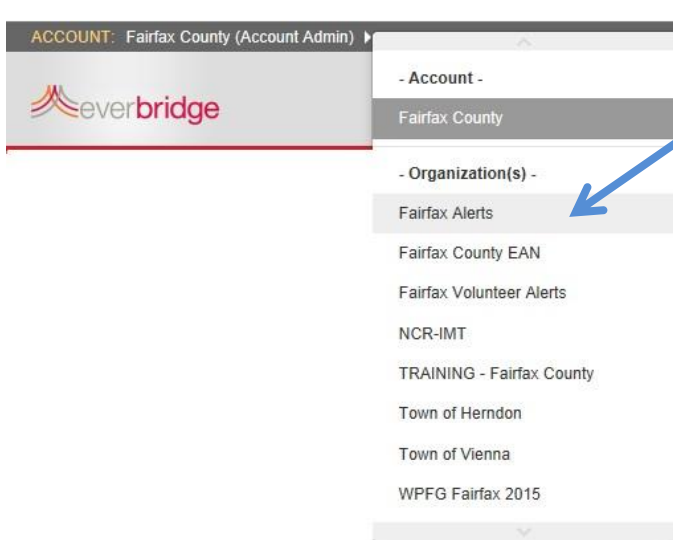 ACCOUNT: Fairfax County (Account Admin)
everbridge
- Account -
Fairfax County
- Organization(s) -
Fairfax Alerts
Fairfax County EAN
Fairfax Volunteer Alerts
NCR-IMT
TRAINING - Fairfax County
Town of Herndon
Town of Vienna
WPFG Fairfax 2015